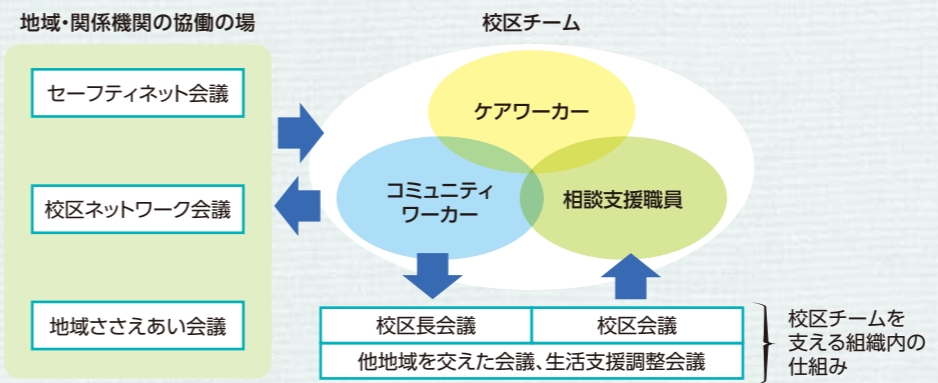 地域・関係機関の協働の場
セーフティネット会議
校区ネットワーク会議
地域ささえあい会議
校区チーム
ケアワーカー
コミュニティ
ワーカー
相談支援職員
校区長会議
校区会議
他地域を交えた会議、生活支援調整会議
校区チームを
支える組織内の
仕組み